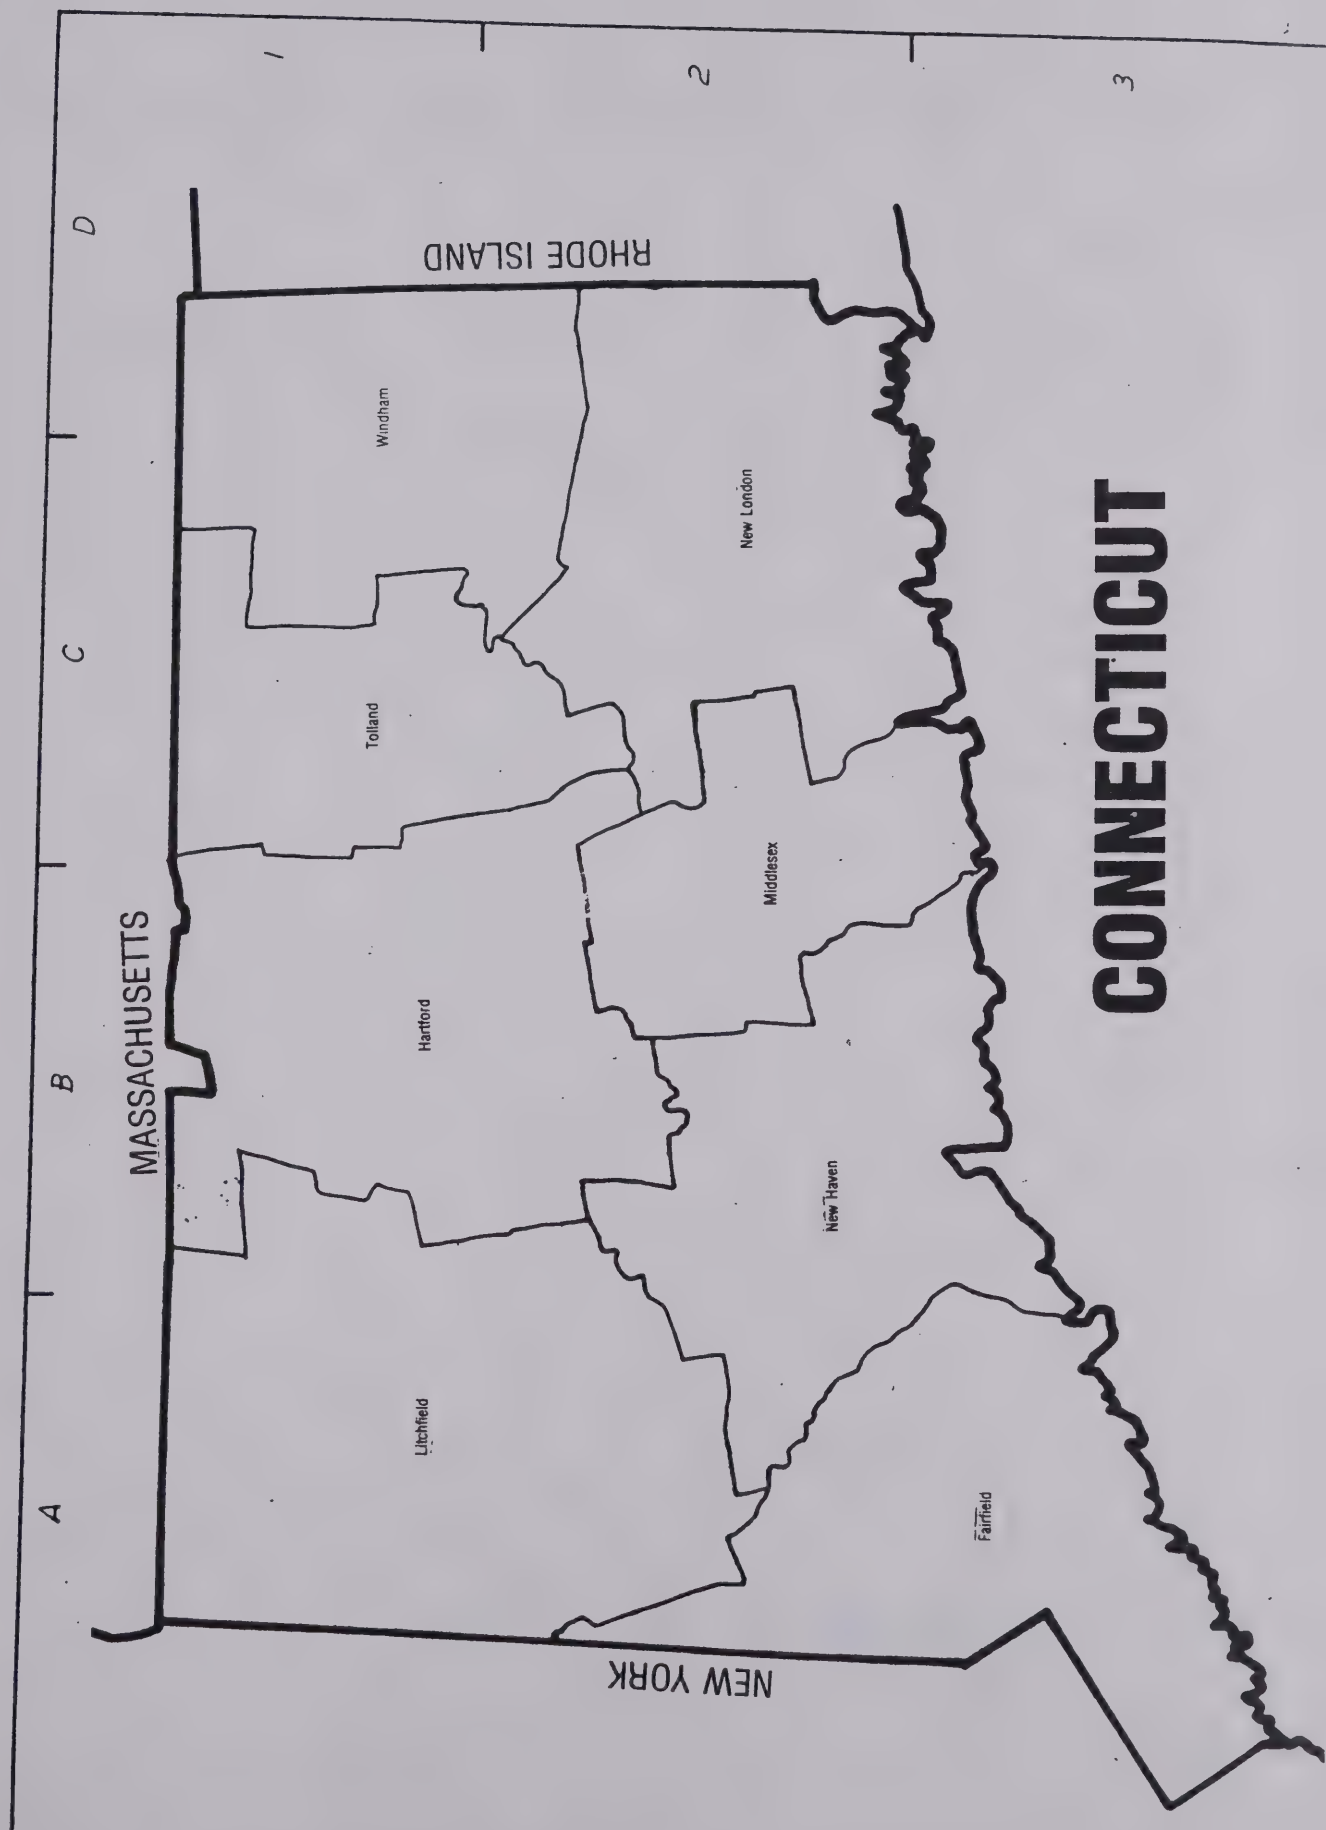 A
B
C
D
1
2
3
MASSACHUSETTS
RHODE ISLAND
NEW YORK
Litchfield
Hartford
Tolland
Windham
New London
Middlesex
New Haven
Fairfield
CONNECTICUT